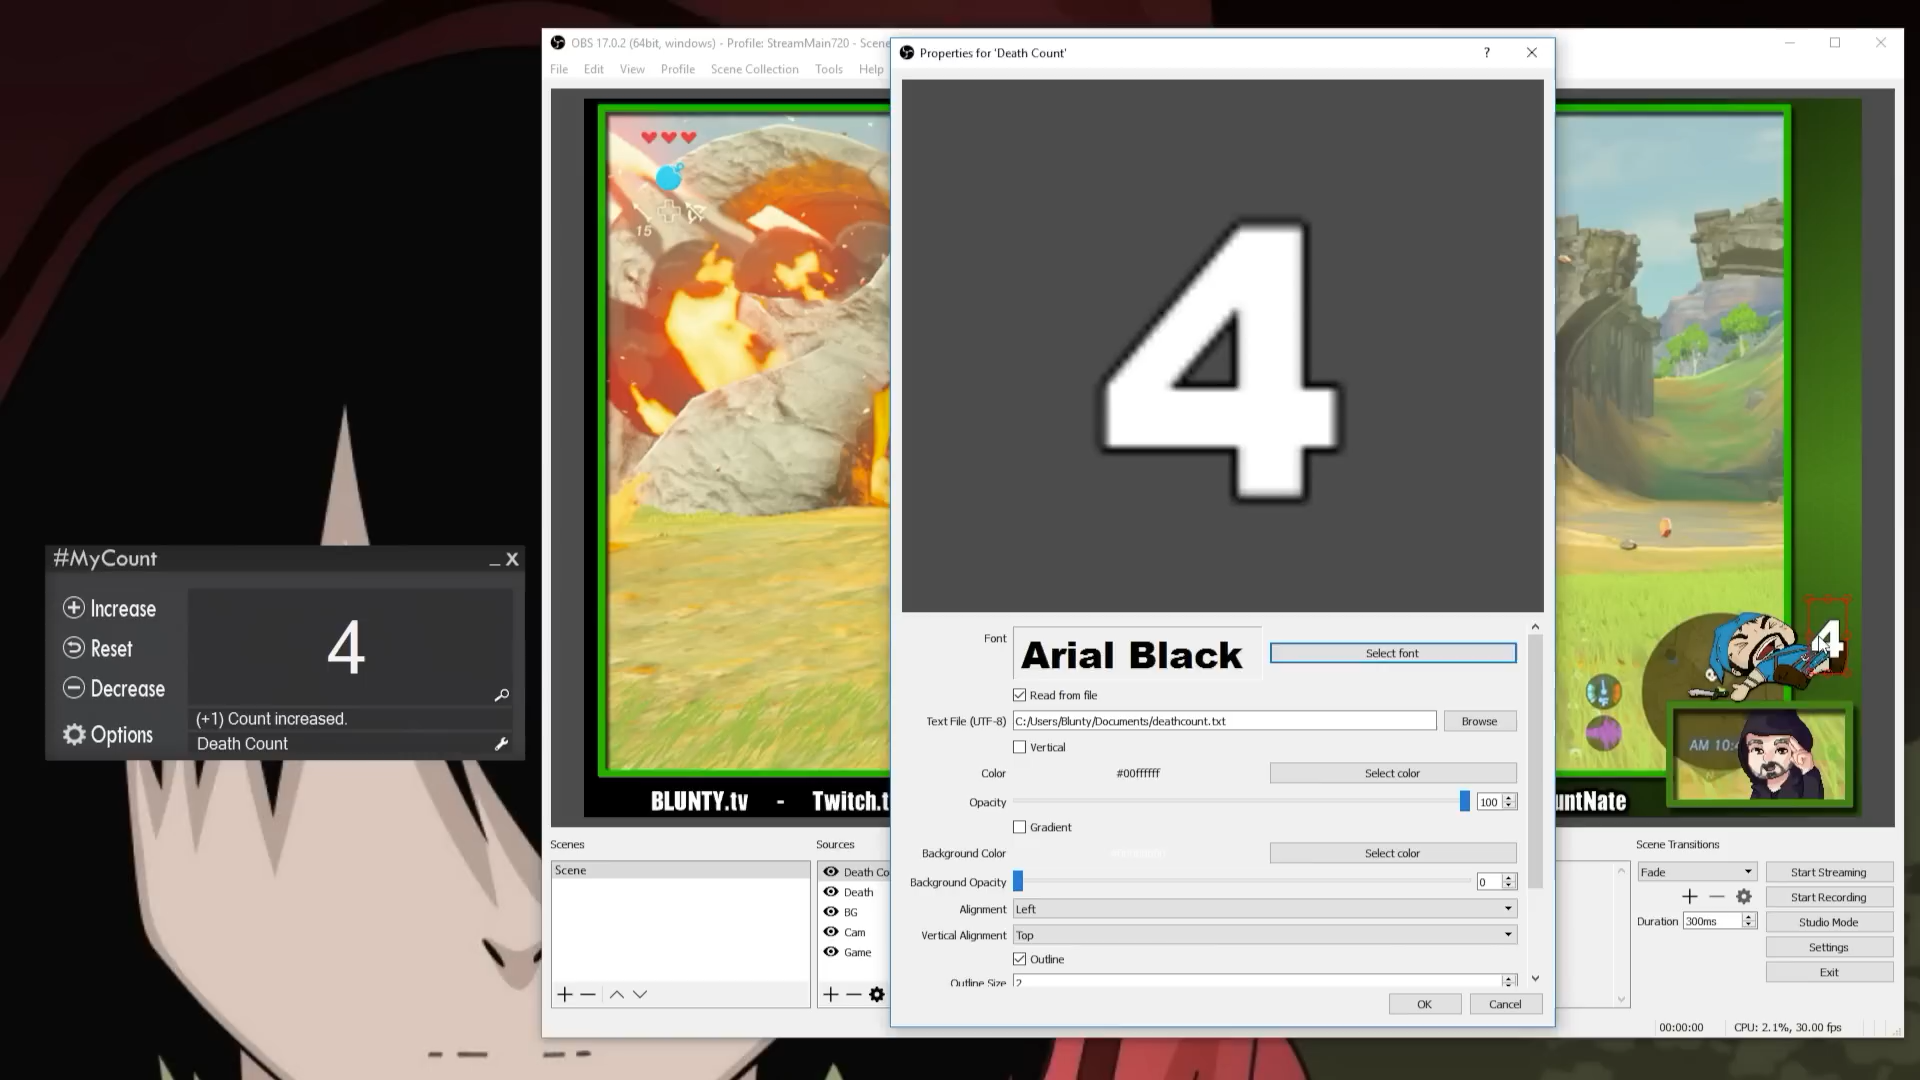 OBS 17.0.2 (64bit, windows) - Profile: StreamMain720 - Scene
File Edit View Profile Scene Collection Tools Help
Properties for 'Death Count'
?
15
4
#MyCount
Increase
Reset
Decrease
Options
4
(+1) Count increased.
Death Count
Font
Arial Black
Select font
Read from file
Text File (UTF-8)
C:/Users/Blunty/Documents/deathcount.txt
Browse
Vertical
Color
#00ffffff
Select color
Opacity
100
Gradient
Background Color
Select color
Background Opacity
0
Alignment
Left
Vertical Alignment
Top
Outline
Outline Size
2
OK
Cancel
4
AM 10:4
BLUNTY.tv - Twitch.t
untNate
Scenes
Scene
Sources
Death Co
Death
BG
Cam
Game
Scene Transitions
Fade
Duration 300ms
Start Streaming
Start Recording
Studio Mode
Settings
Exit
00:00:00
CPU: 2.1%, 30.00 fps